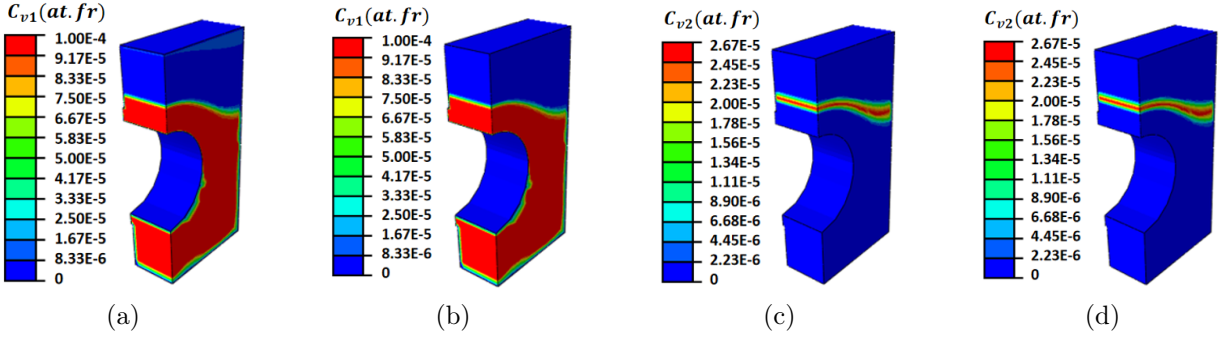 C_{v1}(at.fr)
1.00E-4
9.17E-5
8.33E-5
7.50E-5
6.67E-5
5.83E-5
5.00E-5
4.17E-5
3.33E-5
2.50E-5
1.67E-5
8.33E-6
0
(a)
C_{v1}(at.fr)
1.00E-4
9.17E-5
8.33E-5
7.50E-5
6.67E-5
5.83E-5
5.00E-5
4.17E-5
3.33E-5
2.50E-5
1.67E-5
8.33E-6
0
(b)
C_{v2}(at.fr)
2.67E-5
2.45E-5
2.23E-5
2.00E-5
1.78E-5
1.56E-5
1.34E-5
1.11E-5
8.90E-6
6.68E-6
4.45E-6
2.23E-6
0
(c)
C_{v2}(at.fr)
2.67E-5
2.45E-5
2.23E-5
2.00E-5
1.78E-5
1.56E-5
1.34E-5
1.11E-5
8.90E-6
6.68E-6
4.45E-6
2.23E-6
0
(d)